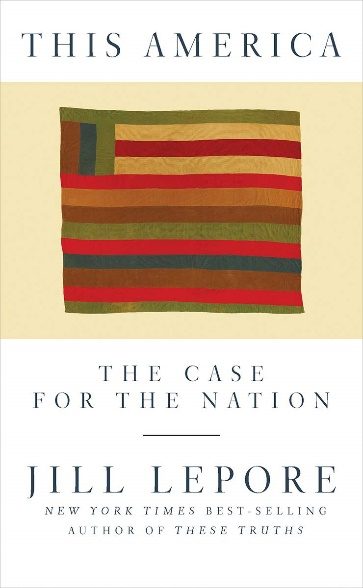 THIS AMERICA
THE CASE
FOR THE NATION
JILL LEPORE
NEW YORK TIMES BEST-SELLING
AUTHOR OF THESE TRUTHS